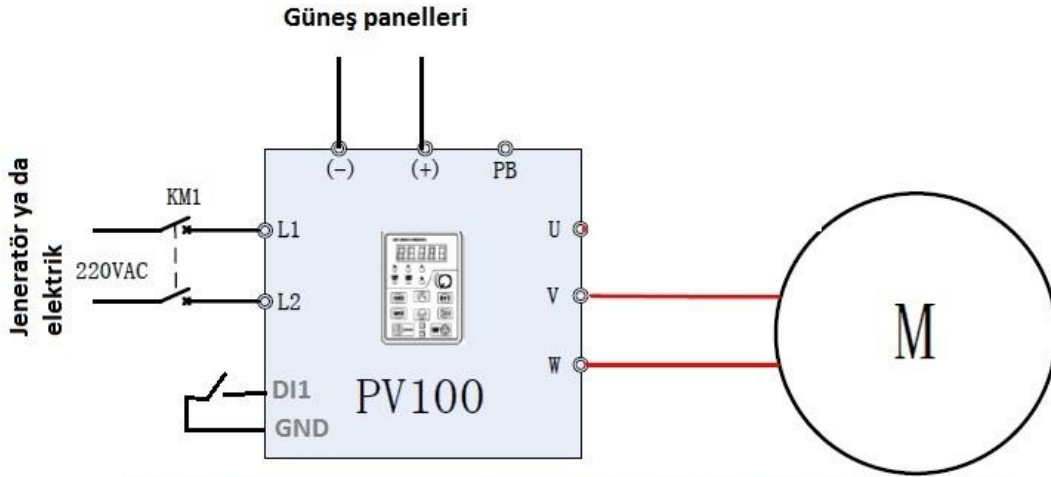 Güneş panelleri
(-)
(+)
PB
KM1
L1
U
Jeneratör ya da
elektrik
220VAC
L2
V
M
W
DI1
PV100
GND